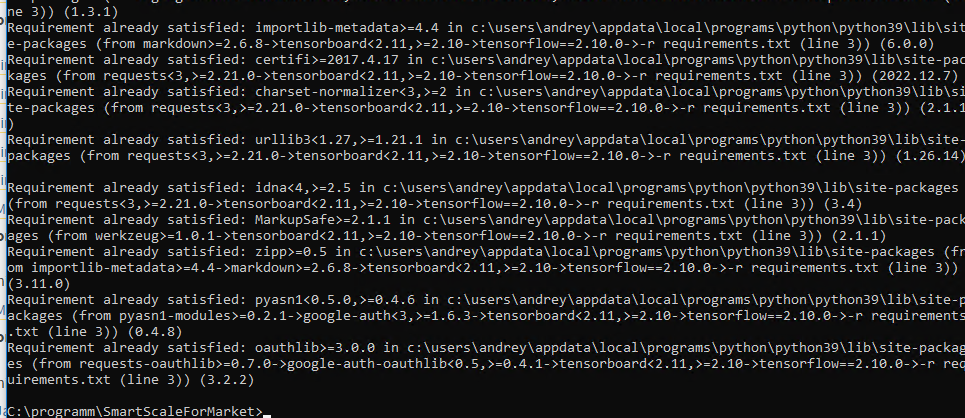 ne 3)) (1.3.1)
Requirement already satisfied: importlib-metadata>=4.4 in c:\users\andrey\appdata\local\programs\python\python39\lib\sit
e-packages (from markdown>=2.6.8->tensorboard<2.11,>=2.10->tensorflow==2.10.0->-r requirements.txt (line 3)) (6.0.0)
Requirement already satisfied: certifi>=2017.4.17 in c:\users\andrey\appdata\local\programs\python\python39\lib\site-pac
kages (from requests<3,>=2.21.0->tensorboard<2.11,>=2.10->tensorflow==2.10.0->-r requirements.txt (line 3)) (2022.12.7)
Requirement already satisfied: charset-normalizer<3,>=2 in c:\users\andrey\appdata\local\programs\python\python39\lib\si
te-packages (from requests<3,>=2.21.0->tensorboard<2.11,>=2.10->tensorflow==2.10.0->-r requirements.txt (line 3)) (2.1.1
)
Requirement already satisfied: urllib3<1.27,>=1.21.1 in c:\users\andrey\appdata\local\programs\python\python39\lib\site-
packages (from requests<3,>=2.21.0->tensorboard<2.11,>=2.10->tensorflow==2.10.0->-r requirements.txt (line 3)) (1.26.14)
Requirement already satisfied: idna<4,>=2.5 in c:\users\andrey\appdata\local\programs\python\python39\lib\site-packages
(from requests<3,>=2.21.0->tensorboard<2.11,>=2.10->tensorflow==2.10.0->-r requirements.txt (line 3)) (3.4)
Requirement already satisfied: MarkupSafe>=2.1.1 in c:\users\andrey\appdata\local\programs\python\python39\lib\site-pack
ages (from werkzeug>=1.0.1->tensorboard<2.11,>=2.10->tensorflow==2.10.0->-r requirements.txt (line 3)) (2.1.1)
Requirement already satisfied: zipp>=0.5 in c:\users\andrey\appdata\local\programs\python\python39\lib\site-packages (fr
om importlib-metadata>=4.4->markdown>=2.6.8->tensorboard<2.11,>=2.10->tensorflow==2.10.0->-r requirements.txt (line 3))
(3.11.0)
Requirement already satisfied: pyasn1<0.5.0,>=0.4.6 in c:\users\andrey\appdata\local\programs\python\python39\lib\site-p
ackages (from pyasn1-modules>=0.2.1->google-auth<3,>=1.6.3->tensorboard<2.11,>=2.10->tensorflow==2.10.0->-r requirements
.txt (line 3)) (0.4.8)
Requirement already satisfied: oauthlib>=3.0.0 in c:\users\andrey\appdata\local\programs\python\python39\lib\site-packag
es (from requests-oauthlib>=0.7.0->google-auth-oauthlib<0.5,>=0.4.1->tensorboard<2.11,>=2.10->tensorflow==2.10.0->-r req
uirements.txt (line 3)) (3.2.2)
C:\programm\SmartScaleForMarket>